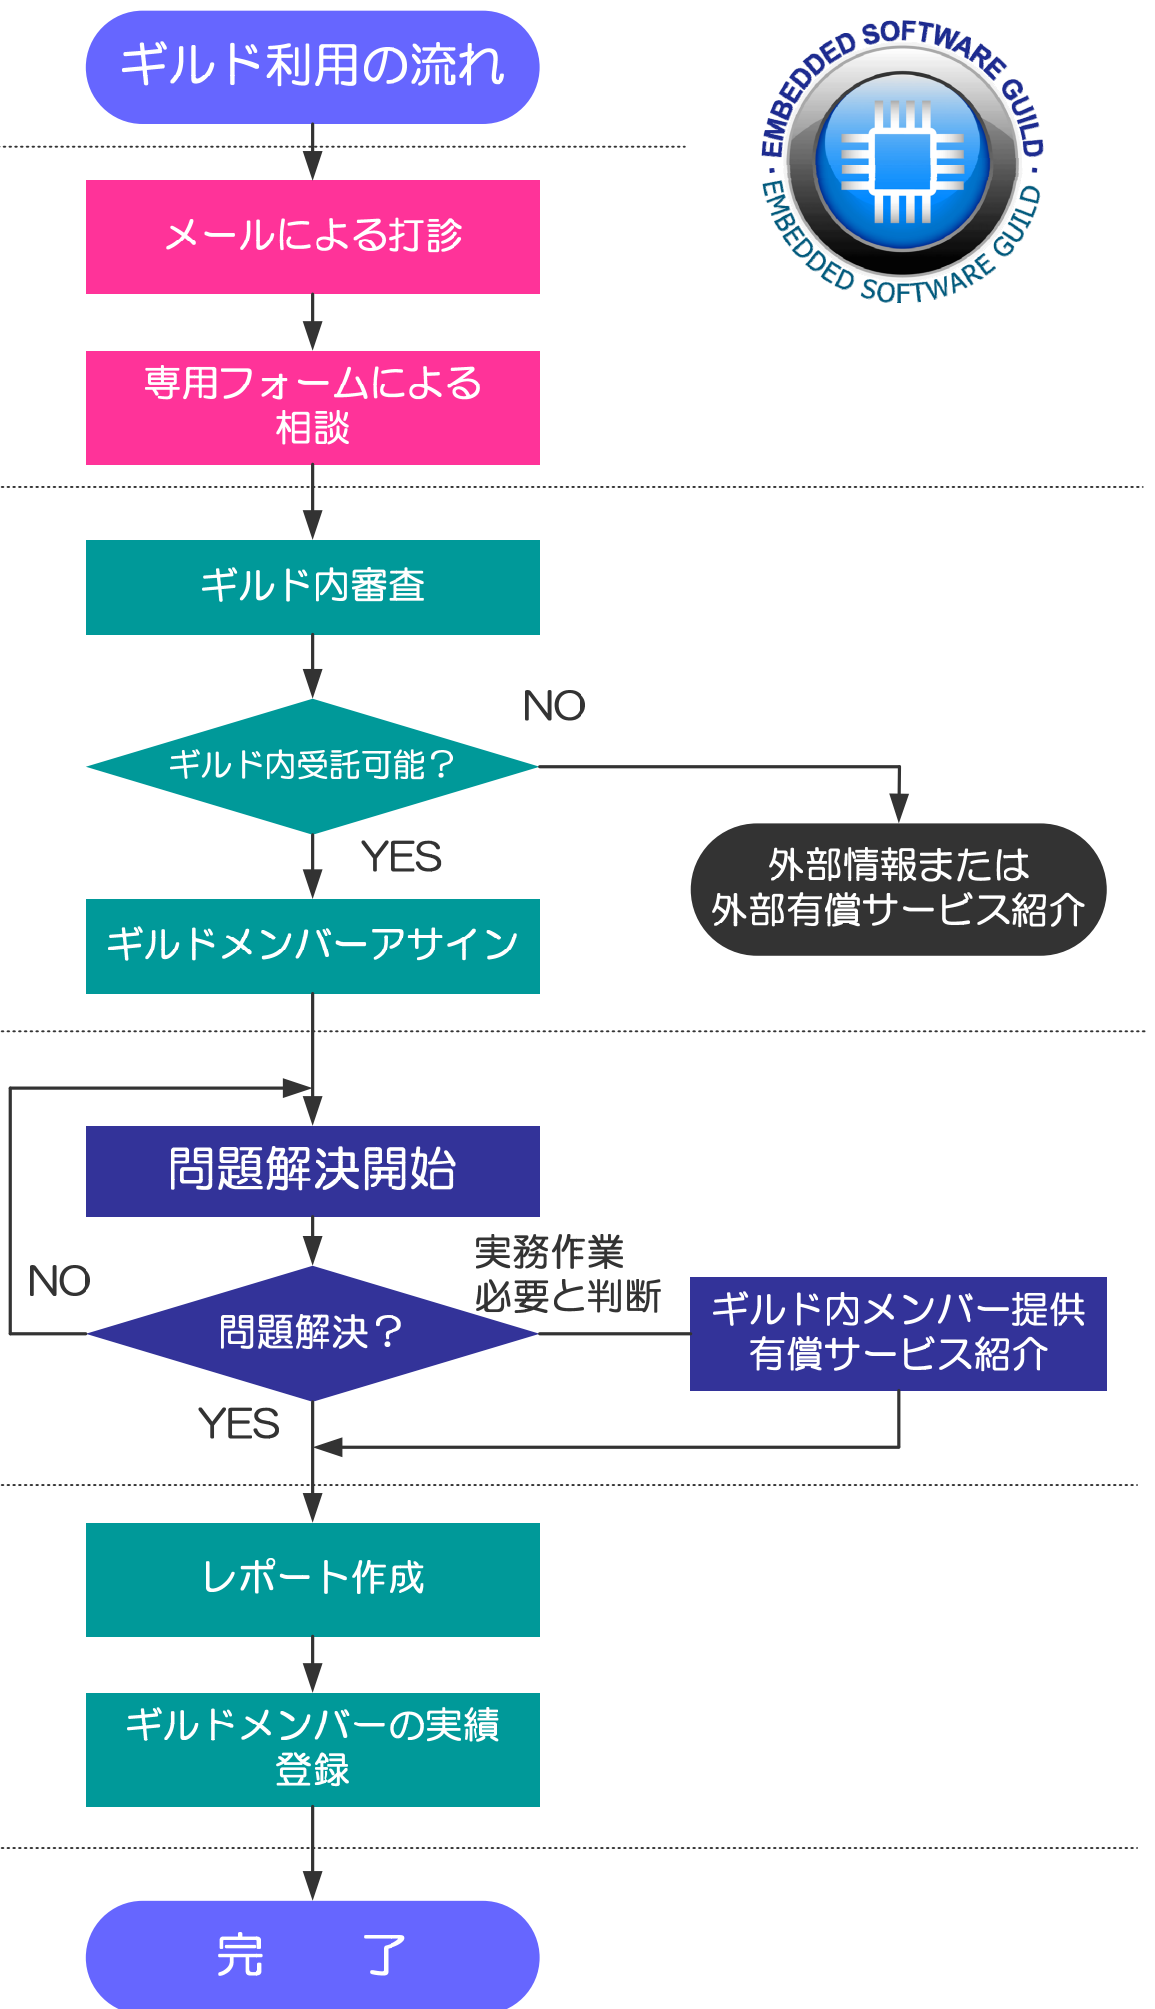 ギルド利用の流れ
・EMBEDDED SOFTWARE GUILD・
EMBEDDED SOFTWARE GUILD
メールによる打診
専用フォームによる
相談
ギルド内審査
NO
ギルド内受託可能？
YES
外部情報または
外部有償サービス紹介
ギルドメンバーアサイン
問題解決開始
実務作業
必要と判断
NO
問題解決？
ギルド内メンバー提供
有償サービス紹介
YES
レポート作成
ギルドメンバーの実績
登録
完　了